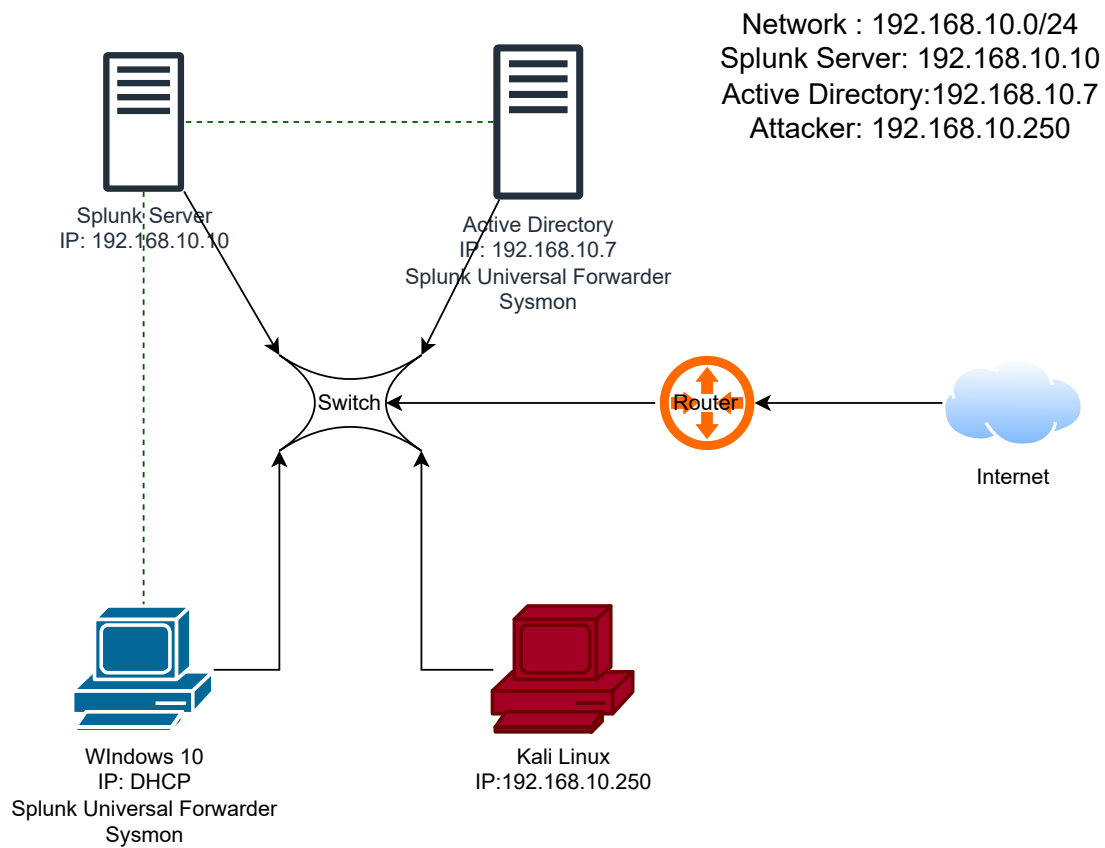 Network : 192.168.10.0/24
Splunk Server: 192.168.10.10
Active Directory:192.168.10.7
Attacker: 192.168.10.250
Splunk Server
IP: 192.168.10.10
Active Directory
IP: 192.168.10.7
Splunk Universal Forwarder
Sysmon
Switch
Router
Internet
WIndows 10
IP: DHCP
Splunk Universal Forwarder
Sysmon
Kali Linux
IP:192.168.10.250